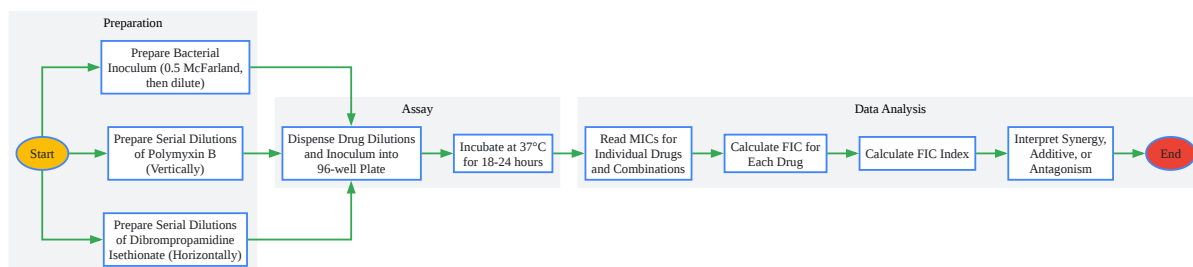 Preparation
Start
Prepare Bacterial
Inoculum (0.5 McFarland,
then dilute)
Prepare Serial Dilutions
of Polymyxin B
(Vertically)
Prepare Serial Dilutions
of Dibrompropamidine
Isethionate (Horizontally)
Assay
Dispense Drug Dilutions
and Inoculum into
96-well Plate
Incubate at 37°C
for 18-24 hours
Data Analysis
Read MICs for
Individual Drugs
and Combinations
Calculate FIC for
Each Drug
Calculate FIC Index
Interpret Synergy,
Additive, or
Antagonism
End